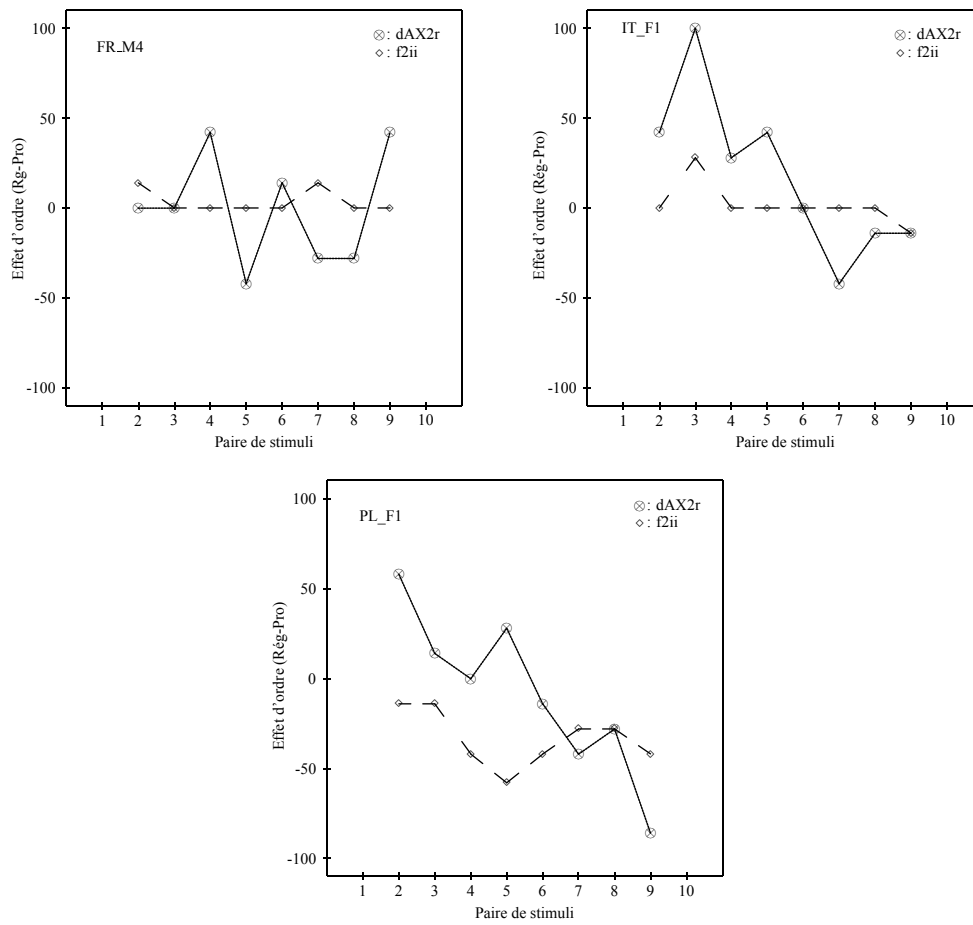 FR_M4
⊗: dAX2r
◇: f2ii
Effet d'ordre (Rg-Pro)
100
50
0
-50
-100
1 2 3 4 5 6 7 8 9 10
Paire de stimuli
IT_F1
⊗: dAX2r
◇: f2ii
Effet d'ordre (Rég-Pro)
100
50
0
-50
-100
1 2 3 4 5 6 7 8 9 10
Paire de stimuli
PL_F1
⊗: dAX2r
◇: f2ii
Effet d'ordre (Rég-Pro)
100
50
0
-50
-100
1 2 3 4 5 6 7 8 9 10
Paire de stimuli